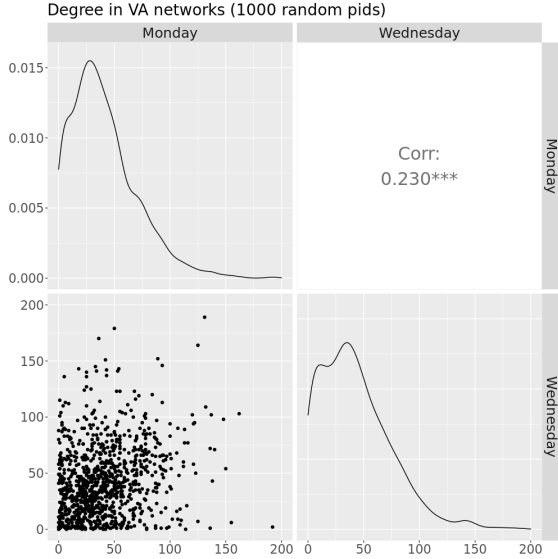 Degree in VA networks (1000 random pids)
Monday
Wednesday
0.015
0.010
0.005
0.000
Corr:
0.230***
Monday
200
150
100
50
0
Wednesday
0 50 100 150 200 0 50 100 150 200